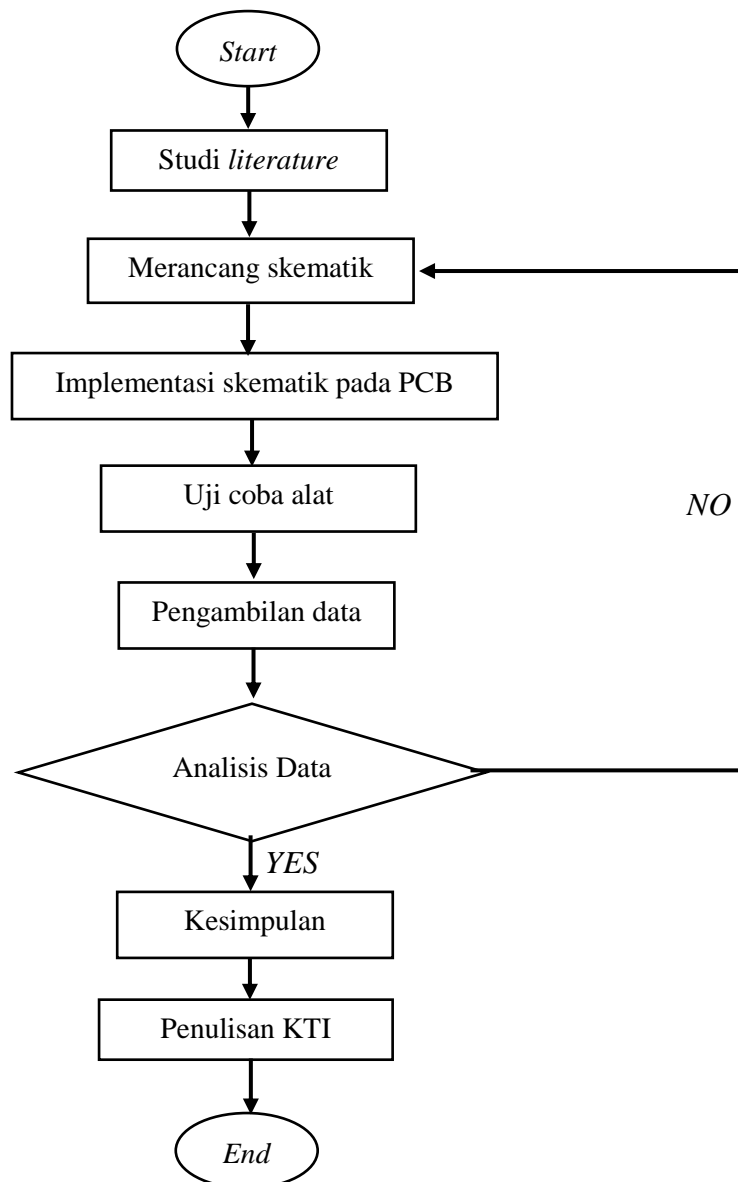 Start
Studi literature
Merancang skematik
Implementasi skematik pada PCB
Uji coba alat
NO
Pengambilan data
Analisis Data
YES
Kesimpulan
Penulisan KTI
End